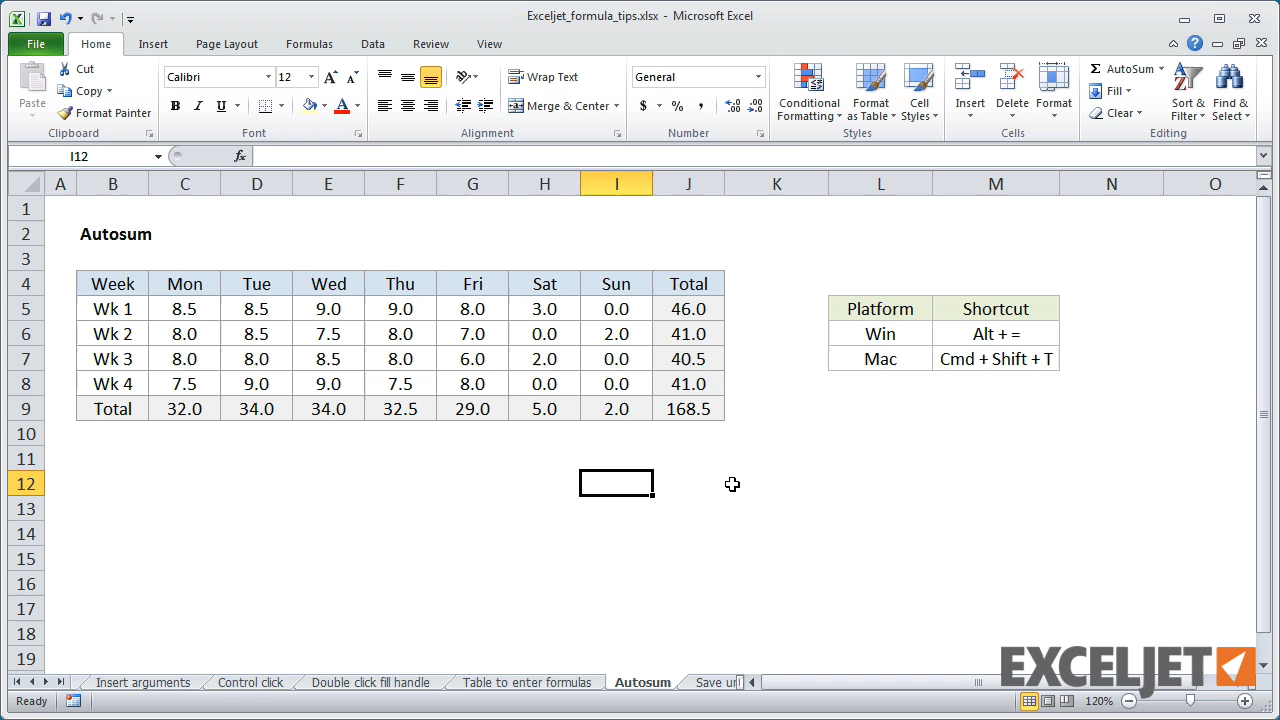 Exceljet_formula_tips.xlsx - Microsoft Excel
File Home Insert Page Layout Formulas Data Review View
Paste
Cut
Copy
Format Painter
Clipboard
Calibri 12
B I U A
Font
Wrap Text
Merge & Center
Alignment
General
$ % ,
Number
Conditional Formatting
Format as Table
Cell Styles
Styles
Insert Delete Format
Cells
Σ AutoSum
Fill
Clear
Sort & Filter
Find & Select
Editing
I12 fx
A B C D E F G H I J K L M N O
1
2 Autosum
3
4 Week Mon Tue Wed Thu Fri Sat Sun Total
5 Wk 1 8.5 8.5 9.0 9.0 8.0 3.0 0.0 46.0 Platform Shortcut
6 Wk 2 8.0 8.5 7.5 8.0 7.0 0.0 2.0 41.0 Win Alt + =
7 Wk 3 8.0 8.0 8.5 8.0 6.0 2.0 0.0 40.5 Mac Cmd + Shift + T
8 Wk 4 7.5 9.0 9.0 7.5 8.0 0.0 0.0 41.0
9 Total 32.0 34.0 34.0 32.5 29.0 5.0 2.0 168.5
10
11
12
13
14
15
16
17
18
19
EXCELJET
Insert arguments Control click Double click fill handle Table to enter formulas Autosum Save
Ready 120%